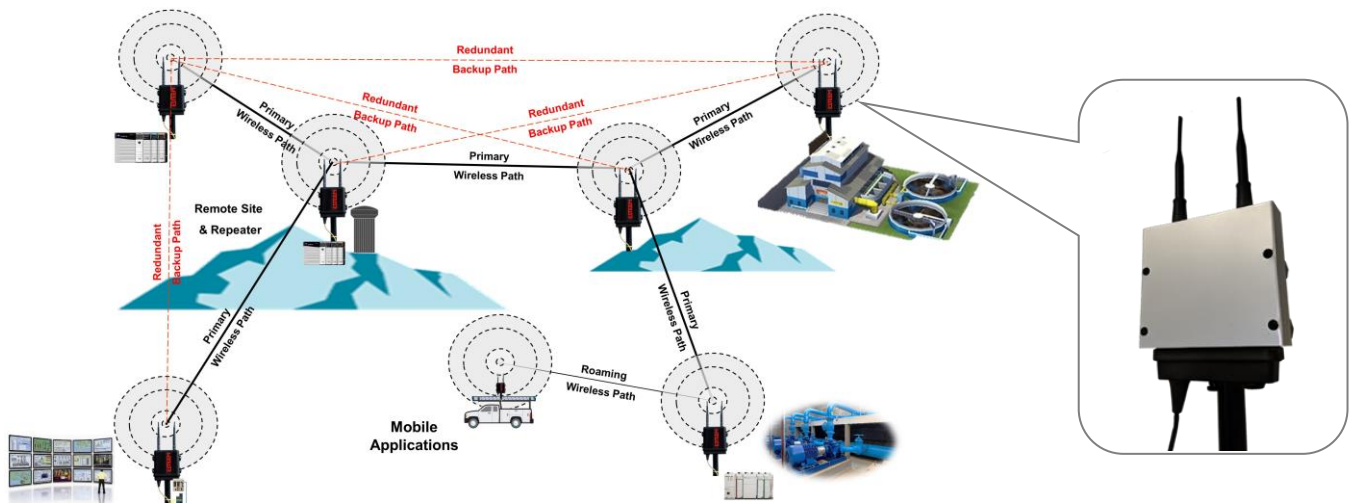 Redundant
Backup Path
Redundant
Backup Path
Redundant
Backup Path
Primary
Wireless Path
Primary
Wireless Path
Primary
Wireless Path
Remote Site
& Repeater
Redundant
Backup Path
Primary
Wireless Path
Primary
Wireless Path
Roaming
Wireless Path
Mobile
Applications